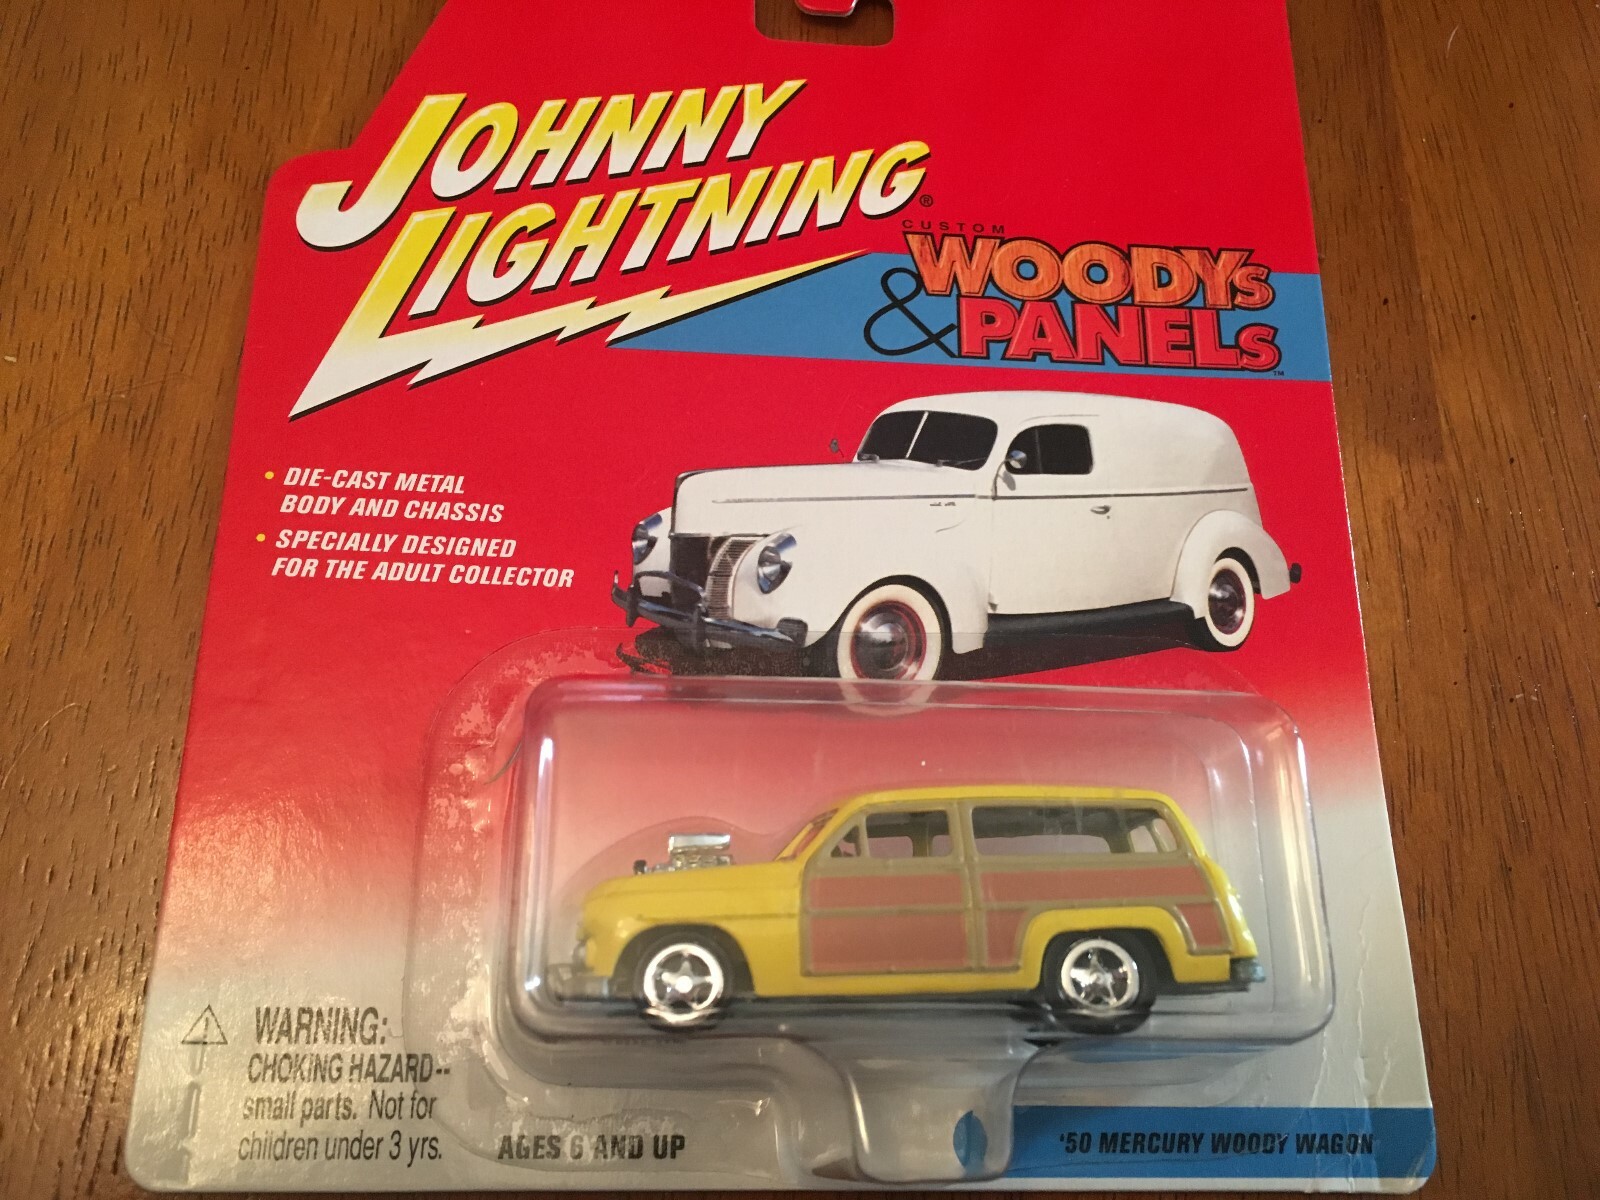 JOHNNY
LIGHTNING®
CUSTOM
WOODYS
& PANELS™
• DIE-CAST METAL
BODY AND CHASSIS
• SPECIALLY DESIGNED
FOR THE ADULT COLLECTOR
WARNING:
CHOKING HAZARD--
small parts. Not for
children under 3 yrs.
AGES 6 AND UP
'50 MERCURY WOODY WAGON